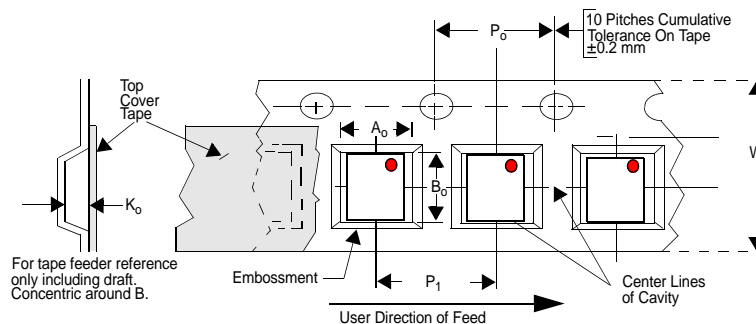 10 Pitches Cumulative
Tolerance On Tape
±0.2 mm
Po
Top
Cover
Tape
Ao
W
Bo
Ko
For tape feeder reference
only including draft.
Concentric around B.
Embossment
P1
Center Lines
of Cavity
User Direction of Feed